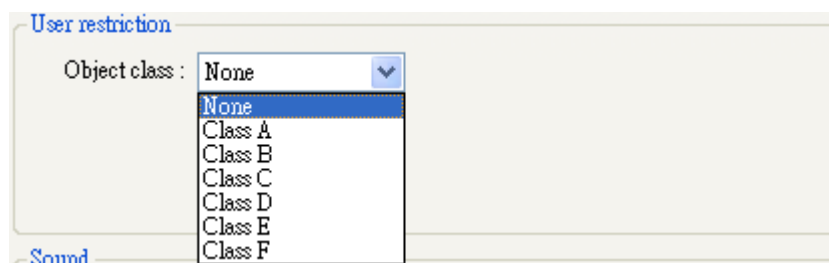 User restriction
Object class : None
None
Class A
Class B
Class C
Class D
Class E
Class F
Sound